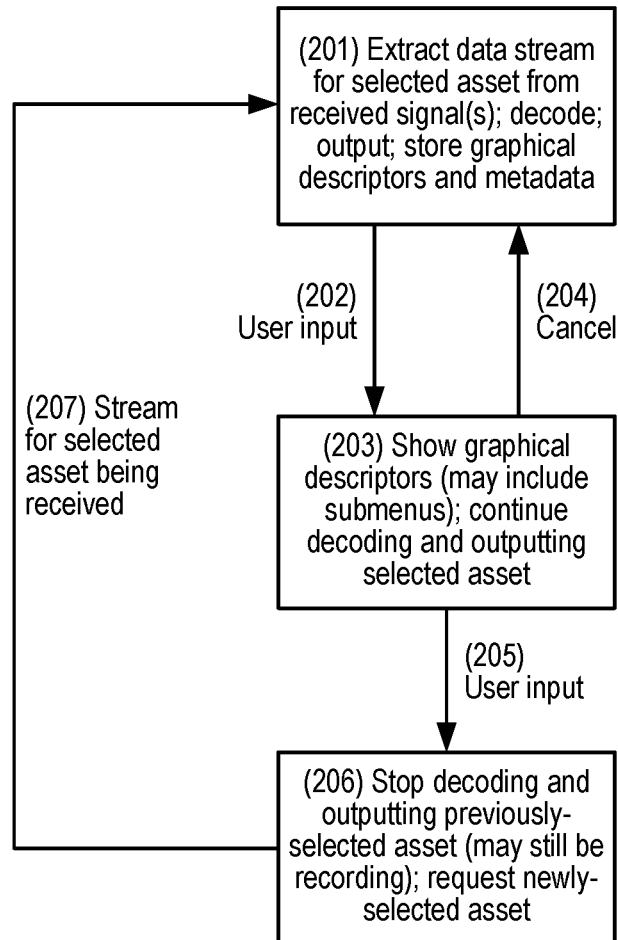 (201) Extract data stream
for selected asset from
received signal(s); decode;
output; store graphical
descriptors and metadata
(202)
User input
(204)
Cancel
(207) Stream
for selected
asset being
received
(203) Show graphical
descriptors (may include
submenus); continue
decoding and outputting
selected asset
(205)
User input
(206) Stop decoding and
outputting previously-
selected asset (may still be
recording); request newly-
selected asset